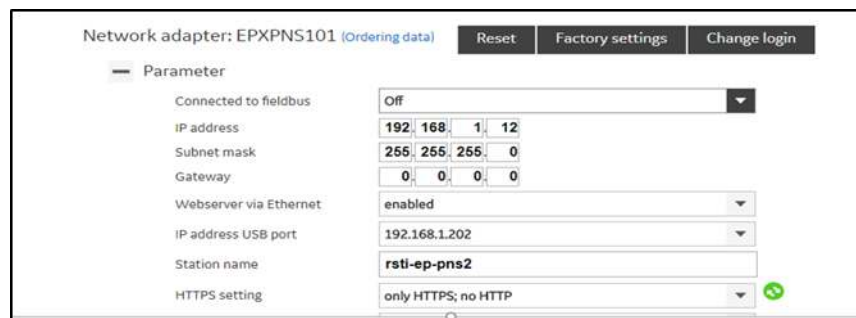 Network adapter: EPXPNS101 (Ordering data) Reset Factory settings Change login
Parameter
Connected to fieldbus Off
IP address 192. 168. 1. 12
Subnet mask 255. 255. 255. 0
Gateway 0. 0. 0. 0
Webserver via Ethernet enabled
IP address USB port 192.168.1.202
Station name rsti-ep-pns2
HTTPS setting only HTTPS; no HTTP